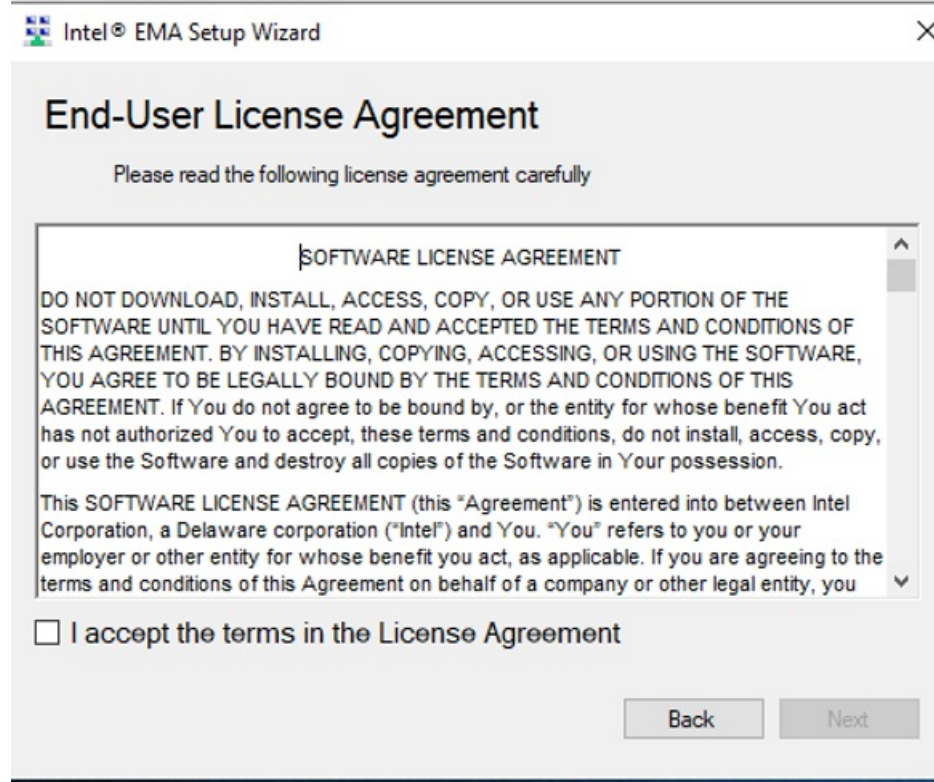 Intel® EMA Setup Wizard
End-User License Agreement
Please read the following license agreement carefully
SOFTWARE LICENSE AGREEMENT
DO NOT DOWNLOAD, INSTALL, ACCESS, COPY, OR USE ANY PORTION OF THE
SOFTWARE UNTIL YOU HAVE READ AND ACCEPTED THE TERMS AND CONDITIONS OF
THIS AGREEMENT. BY INSTALLING, COPYING, ACCESSING, OR USING THE SOFTWARE,
YOU AGREE TO BE LEGALLY BOUND BY THE TERMS AND CONDITIONS OF THIS
AGREEMENT. If You do not agree to be bound by, or the entity for whose benefit You act
has not authorized You to accept, these terms and conditions, do not install, access, copy,
or use the Software and destroy all copies of the Software in Your possession.
This SOFTWARE LICENSE AGREEMENT (this “Agreement”) is entered into between Intel
Corporation, a Delaware corporation (“Intel”) and You. “You” refers to you or your
employer or other entity for whose benefit you act, as applicable. If you are agreeing to the
terms and conditions of this Agreement on behalf of a company or other legal entity, you
I accept the terms in the License Agreement
Back
Next